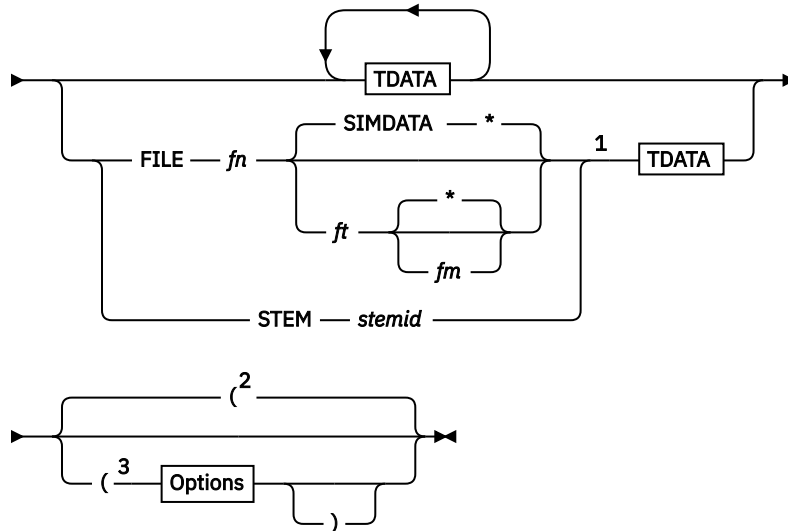 TDATA
SIMDATA *
FILE fn 1 TDATA
*
ft
fm
STEM stemid
( 2
( 3 Options
)